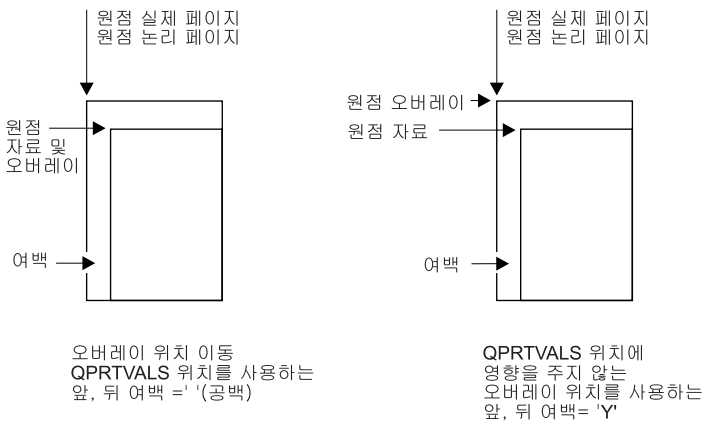 원점 실제 페이지
원점 논리 페이지
원점
자료 및
오버레이
여백
오버레이 위치 이동
QPRTVALS 위치를 사용하는
앞, 뒤 여백 =' '(공백)
원점 실제 페이지
원점 논리 페이지
원점 오버레이
원점 자료
여백
QPRTVALS 위치에
영향을 주지 않는
오버레이 위치를 사용하는
앞, 뒤 여백= 'Y'